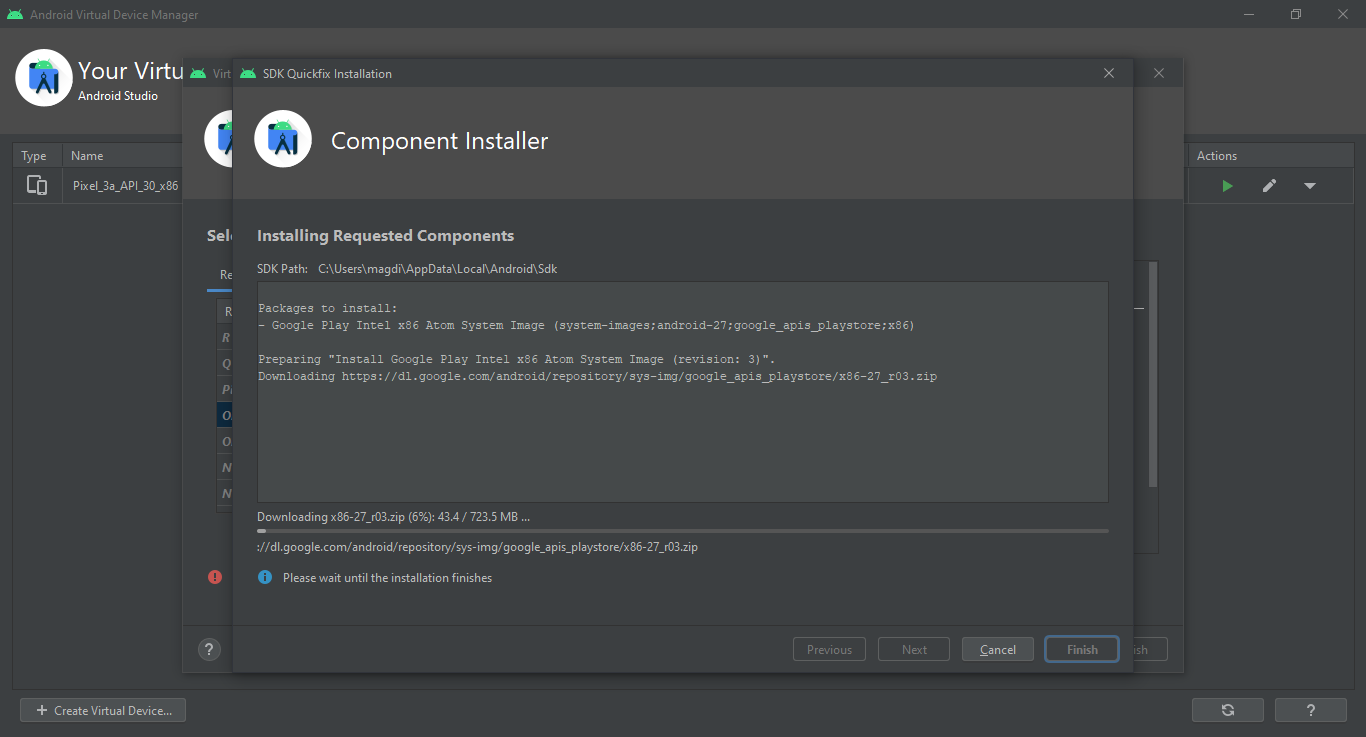 Android Virtual Device Manager
Your Virtu
Android Studio
Virt
SDK Quickfix Installation
Component Installer
Type
Name
Actions
Pixel_3a_API_30_x86
Sele
Installing Requested Components
SDK Path: C:\Users\magdi\AppData\Local\Android\Sdk
Re
Packages to install:
- Google Play Intel x86 Atom System Image (system-images;android-27;google_apis_playstore;x86)
Preparing "Install Google Play Intel x86 Atom System Image (revision: 3)".
Downloading https://dl.google.com/android/repository/sys-img/google_apis_playstore/x86-27_r03.zip
R
R
Q
Pi
O
O
N
N
Downloading x86-27_r03.zip (6%): 43.4 / 723.5 MB ...
://dl.google.com/android/repository/sys-img/google_apis_playstore/x86-27_r03.zip
Please wait until the installation finishes
?
Previous
Next
Cancel
Finish
ish
+ Create Virtual Device...
?